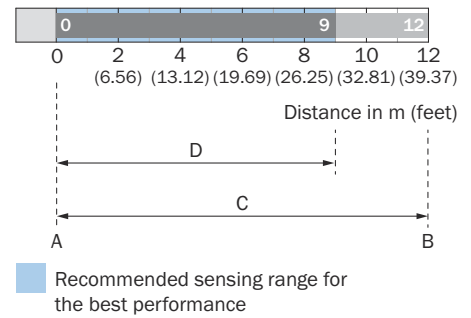 0 9 12
0 2 4 6 8 10 12
(6.56) (13.12) (19.69) (26.25) (32.81) (39.37)
Distance in m (feet)
D
C
A B
Recommended sensing range for
the best performance